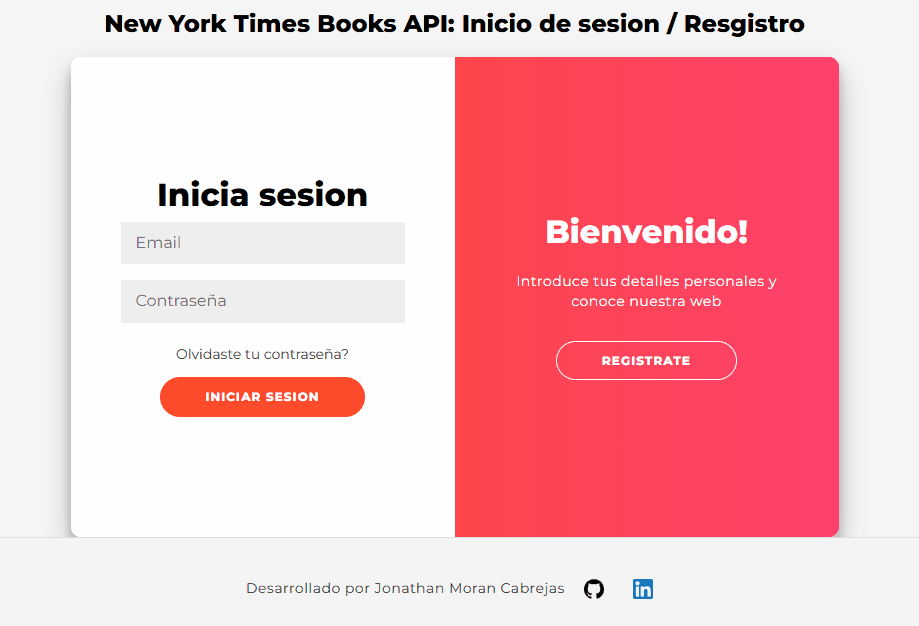 New York Times Books API: Inicio de sesion / Resgistro
Inicia sesion
Email
Contraseña
Olvidaste tu contraseña?
INICIAR SESION
Bienvenido!
Introduce tus detalles personales y
conoce nuestra web
REGISTRATE
Desarrollado por Jonathan Moran Cabrejas
in